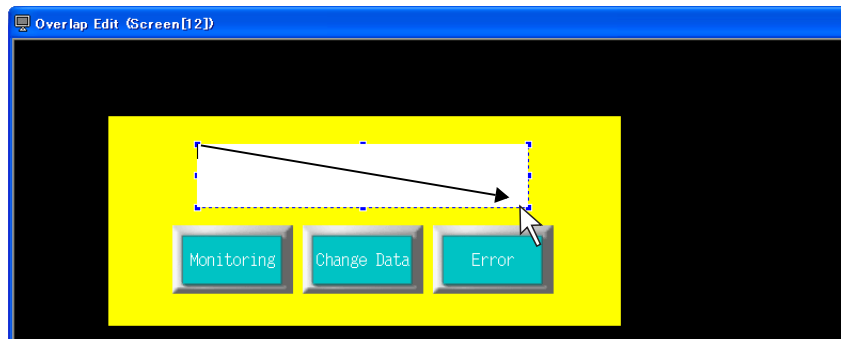 Overlap Edit (Screen[12])
Monitoring
Change Data
Error